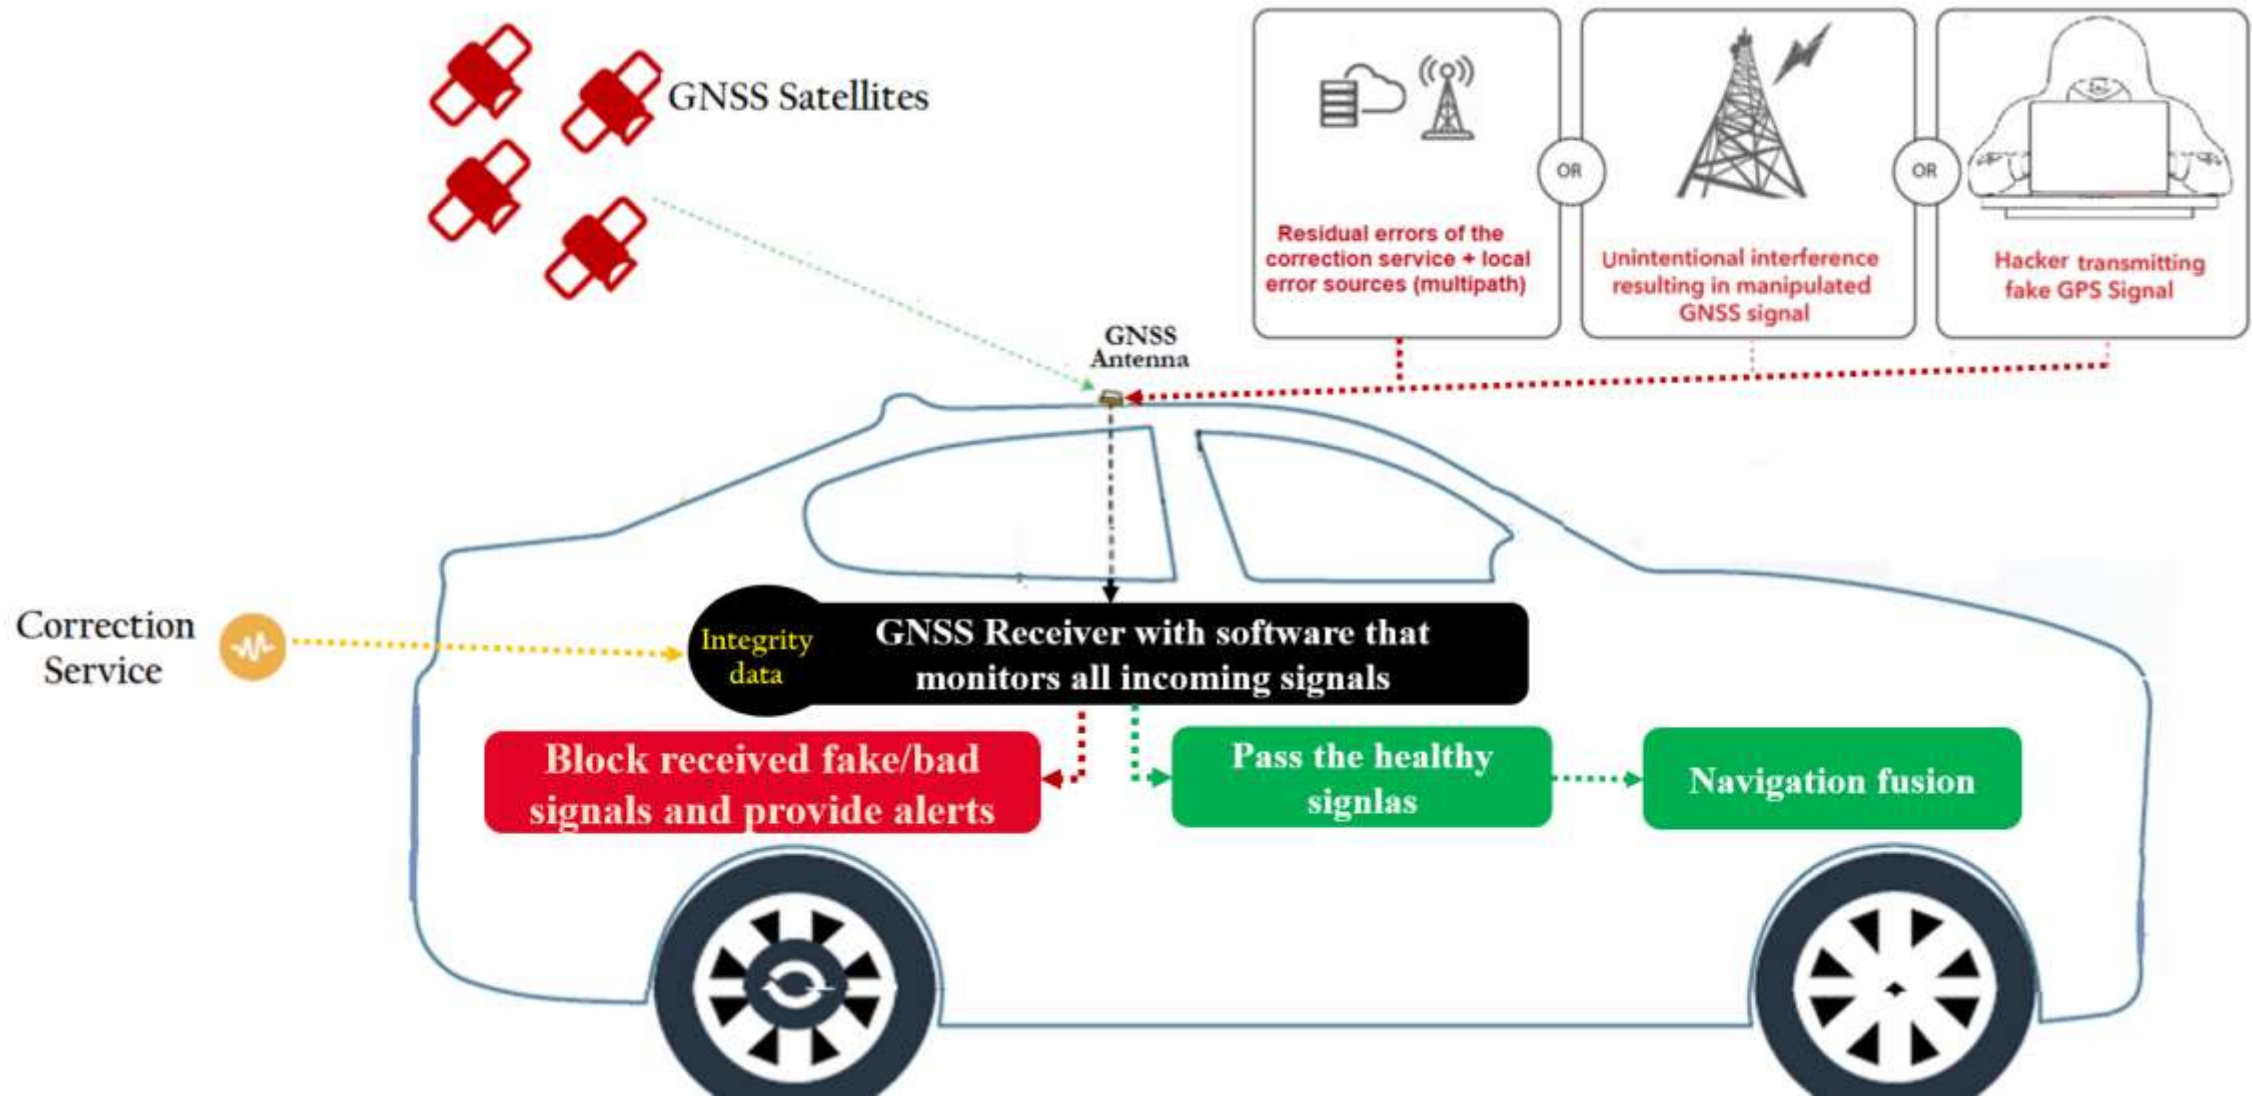 GNSS Satellites
OR
OR
Residual errors of the
correction service + local
error sources (multipath)
Unintentional interference
resulting in manipulated
GNSS signal
Hacker transmitting
fake GPS Signal
GNSS
Antenna
Correction
Service
Integrity
data
GNSS Receiver with software that
monitors all incoming signals
Block received fake/bad
signals and provide alerts
Pass the healthy
signlas
Navigation fusion